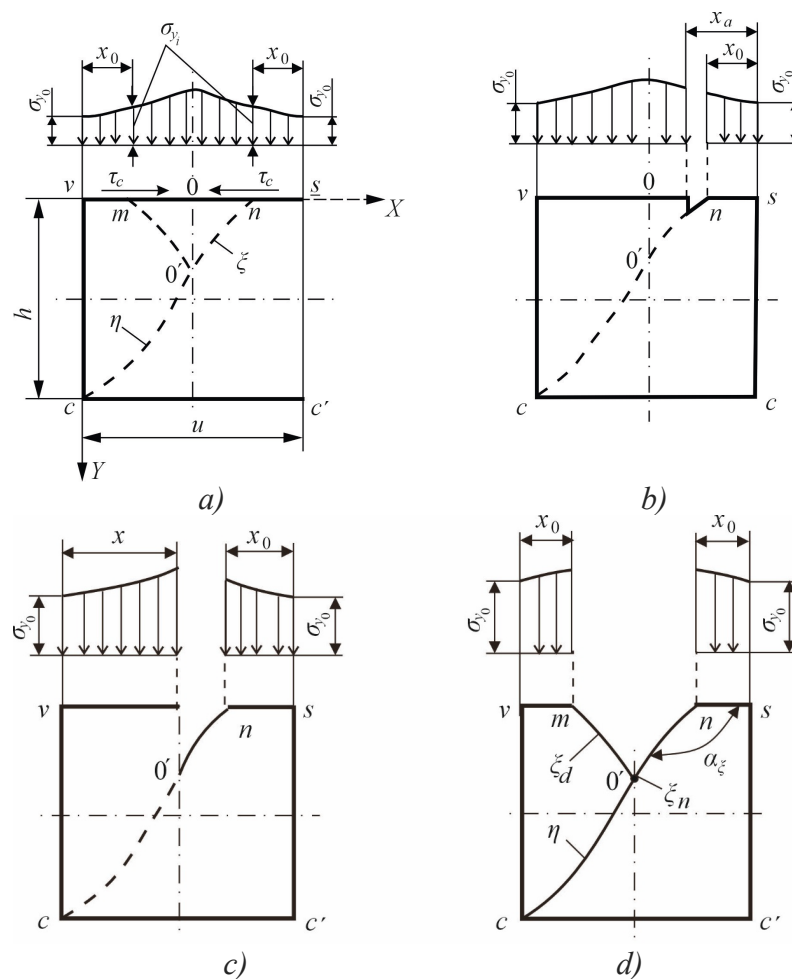 σyᵢ
x₀ x₀
σy₀ σy₀
τc 0 τc
v m n s X
0′ ξ
h
η
c c′
u
Y
a)
xₐ
x₀
σy₀ σy₀
v 0 n s
0′
c c
b)
x x₀
σy₀ σy₀
v n s
0′
c c′
c)
x₀ x₀
σy₀ σy₀
v m n s
ξd 0′ ξn αξ
η
c c′
d)